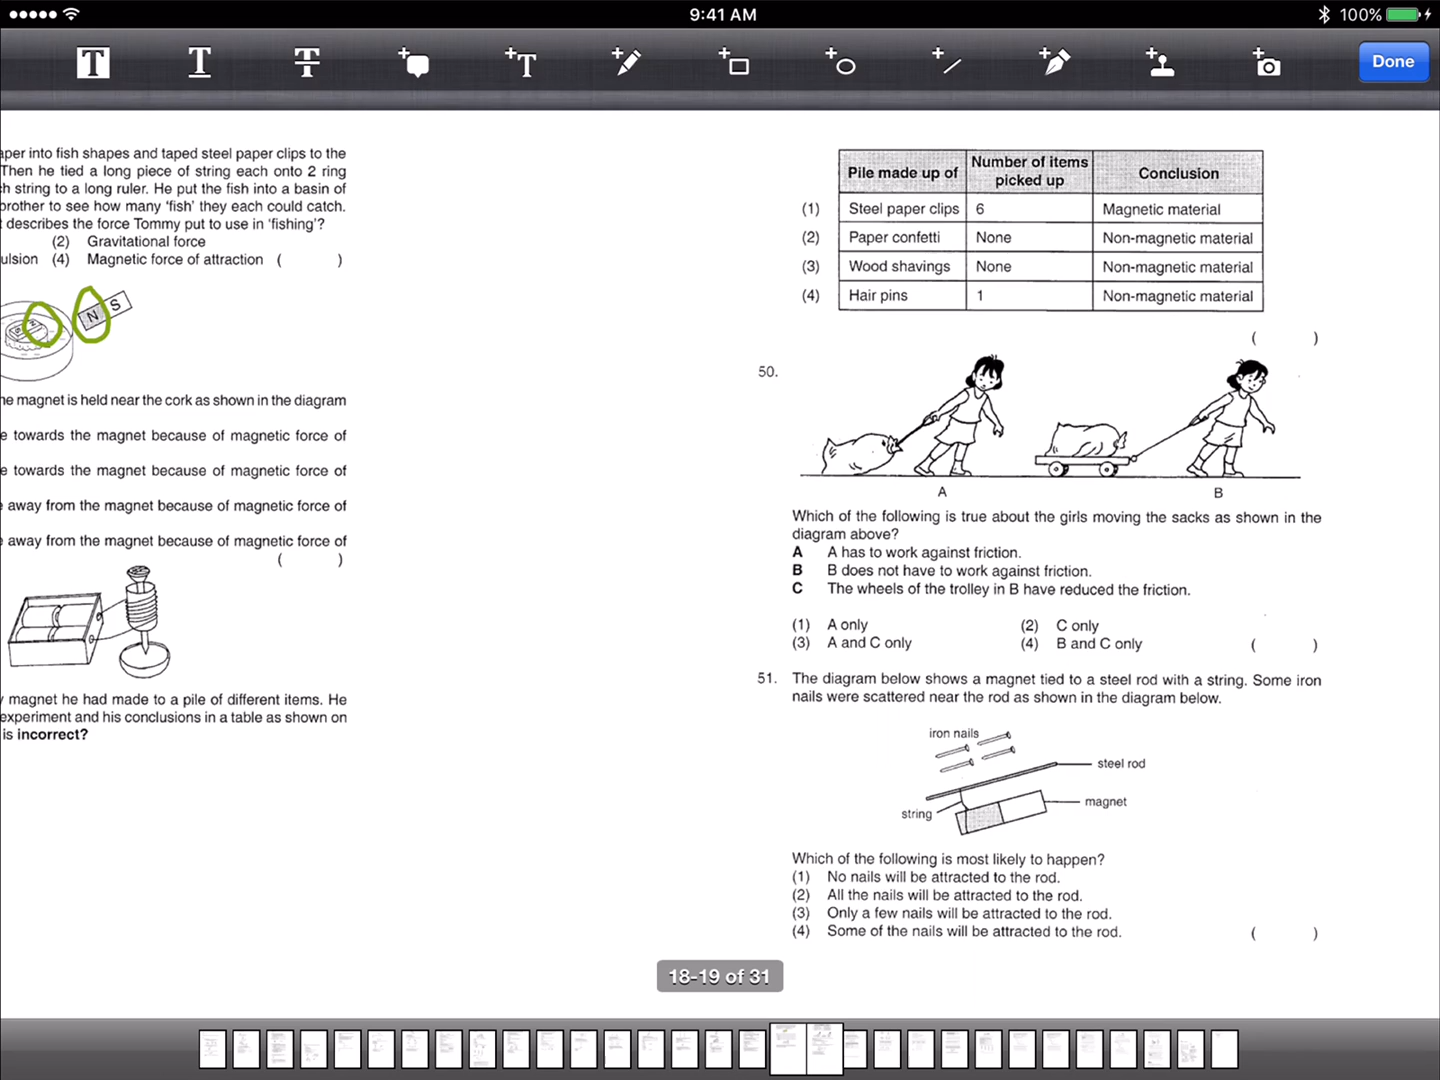 9:41 AM
100%
T T T T
Done
aper into fish shapes and taped steel paper clips to the
Then he tied a long piece of string each onto 2 ring
h string to a long ruler. He put the fish into a basin of
brother to see how many 'fish' they each could catch.
t describes the force Tommy put to use in 'fishing'?
(2) Gravitational force
ulsion (4) Magnetic force of attraction ( )
N S
he magnet is held near the cork as shown in the diagram
e towards the magnet because of magnetic force of
e towards the magnet because of magnetic force of
away from the magnet because of magnetic force of
away from the magnet because of magnetic force of
( )
y magnet he had made to a pile of different items. He
experiment and his conclusions in a table as shown on
is incorrect?
Pile made up of Number of items picked up Conclusion
(1) Steel paper clips 6 Magnetic material
(2) Paper confetti None Non-magnetic material
(3) Wood shavings None Non-magnetic material
(4) Hair pins 1 Non-magnetic material
( )
50.
A B
Which of the following is true about the girls moving the sacks as shown in the
diagram above?
A A has to work against friction.
B B does not have to work against friction.
C The wheels of the trolley in B have reduced the friction.
(1) A only (2) C only
(3) A and C only (4) B and C only ( )
51. The diagram below shows a magnet tied to a steel rod with a string. Some iron
nails were scattered near the rod as shown in the diagram below.
iron nails
steel rod
magnet
string
Which of the following is most likely to happen?
(1) No nails will be attracted to the rod.
(2) All the nails will be attracted to the rod.
(3) Only a few nails will be attracted to the rod.
(4) Some of the nails will be attracted to the rod. ( )
18-19 of 31